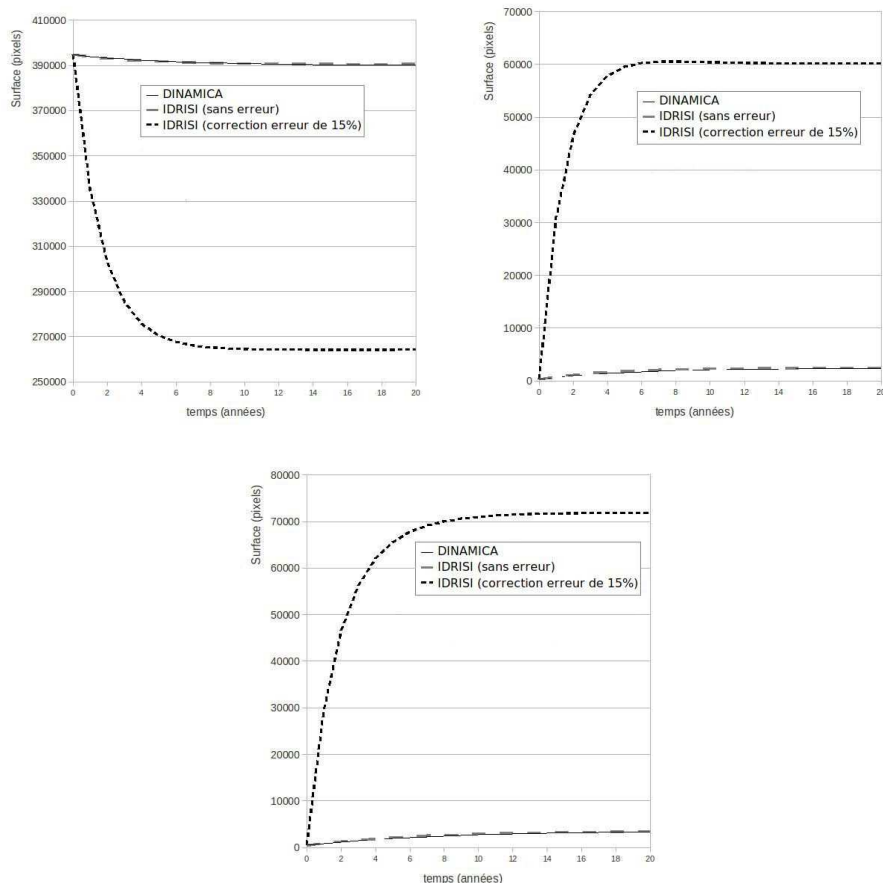 410000
390000
370000
350000
330000
310000
290000
270000
250000
Surface (pixels)
DINAMICA
IDRISI (sans erreur)
IDRISI (correction erreur de 15%)
0 2 4 6 8 10 12 14 16 18 20
temps (années)
70000
60000
50000
40000
30000
20000
10000
0
Surface (pixels)
DINAMICA
IDRISI (sans erreur)
IDRISI (correction erreur de 15%)
0 2 4 6 8 10 12 14 16 18 20
temps (années)
80000
70000
60000
50000
40000
30000
20000
10000
0
Surface (pixels)
DINAMICA
IDRISI (sans erreur)
IDRISI (correction erreur de 15%)
0 2 4 6 8 10 12 14 16 18 20
temps (années)